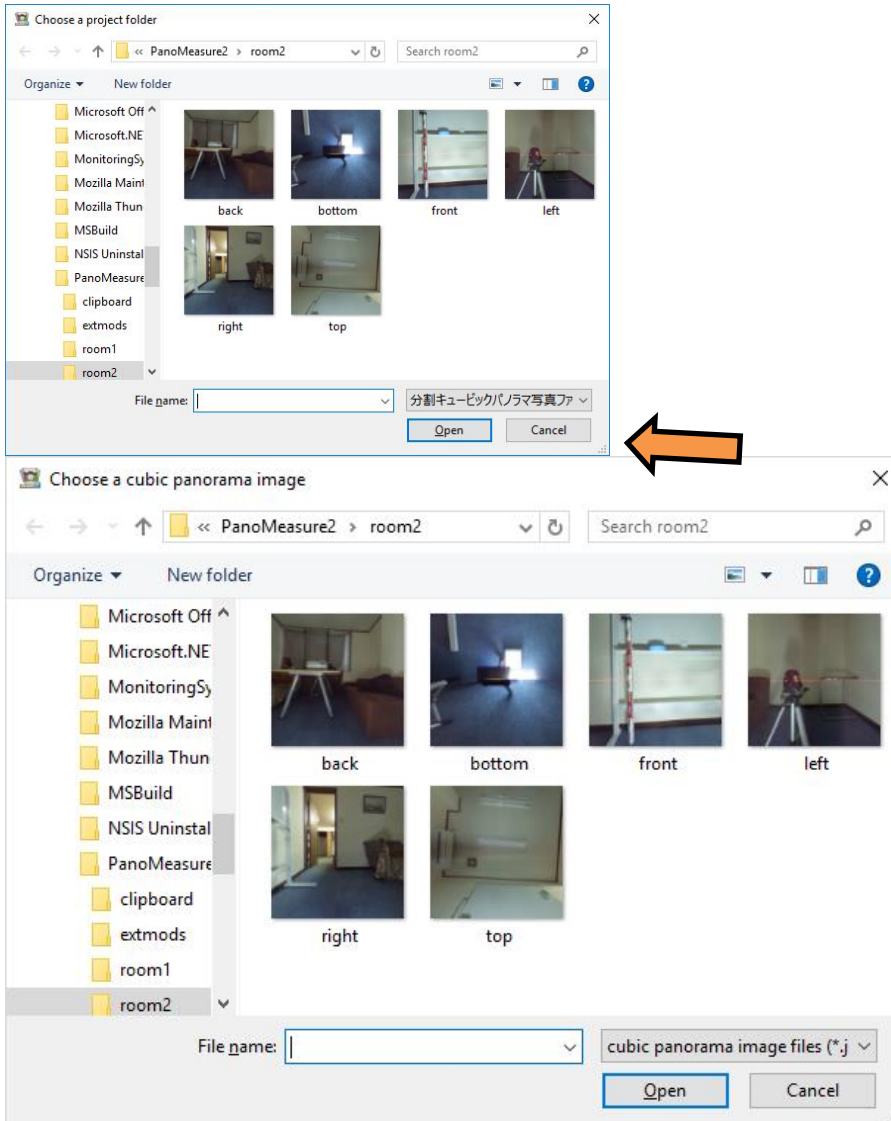 Choose a project folder
« PanoMeasure2 › room2
Search room2
Organize
New folder
Microsoft Off
Microsoft.NE
MonitoringSy
Mozilla Maint
Mozilla Thun
MSBuild
NSIS Uninstal
PanoMeasure
clipboard
extmods
room1
room2
back
bottom
front
left
right
top
File name:
分割キュービックパノラマ写真ファ
Open
Cancel
Choose a cubic panorama image
« PanoMeasure2 › room2
Search room2
Organize
New folder
Microsoft Off
Microsoft.NE
MonitoringSy
Mozilla Maint
Mozilla Thun
MSBuild
NSIS Uninstal
PanoMeasure
clipboard
extmods
room1
room2
back
bottom
front
left
right
top
File name:
cubic panorama image files (*.j
Open
Cancel